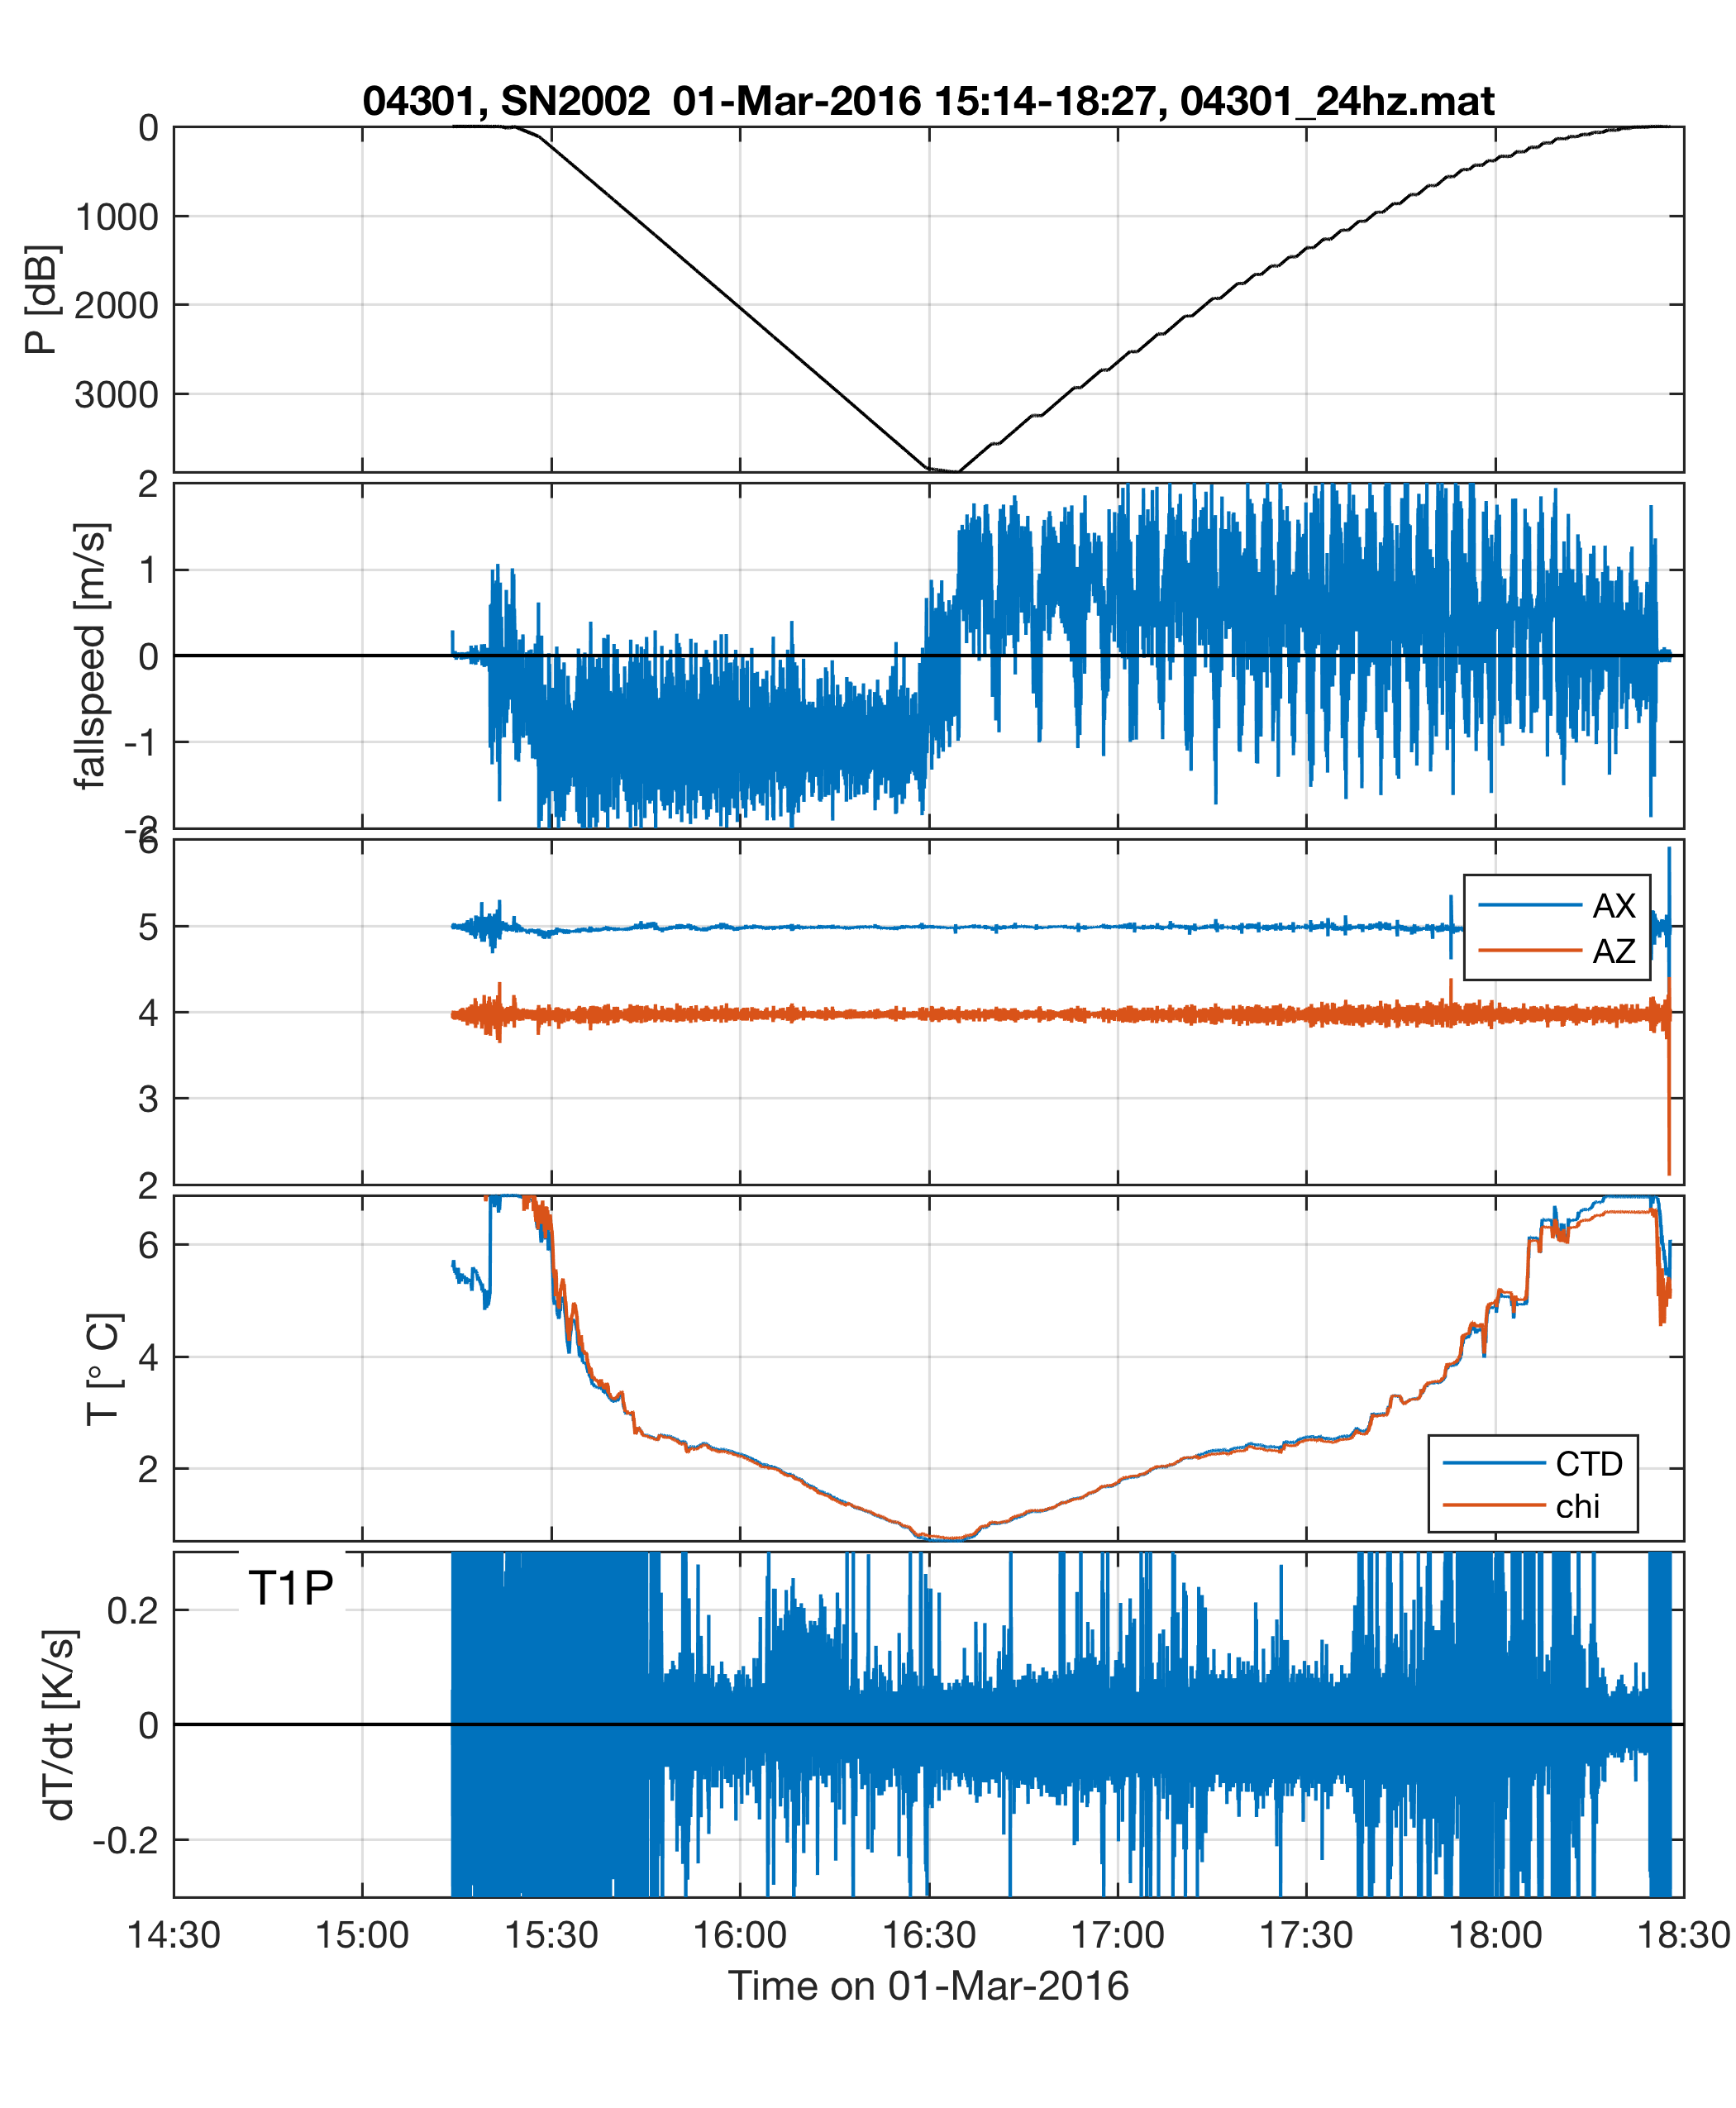 04301, SN2002  01-Mar-2016 15:14-18:27, 04301_24hz.mat
0
1000
2000
3000
P [dB]
2
1
0
-1
-2
fallspeed [m/s]
6
5
4
3
2
AX
AZ
6
4
2
T [° C]
CTD
chi
T1P
0.2
0
-0.2
dT/dt [K/s]
14:30 15:00 15:30 16:00 16:30 17:00 17:30 18:00 18:30
Time on 01-Mar-2016